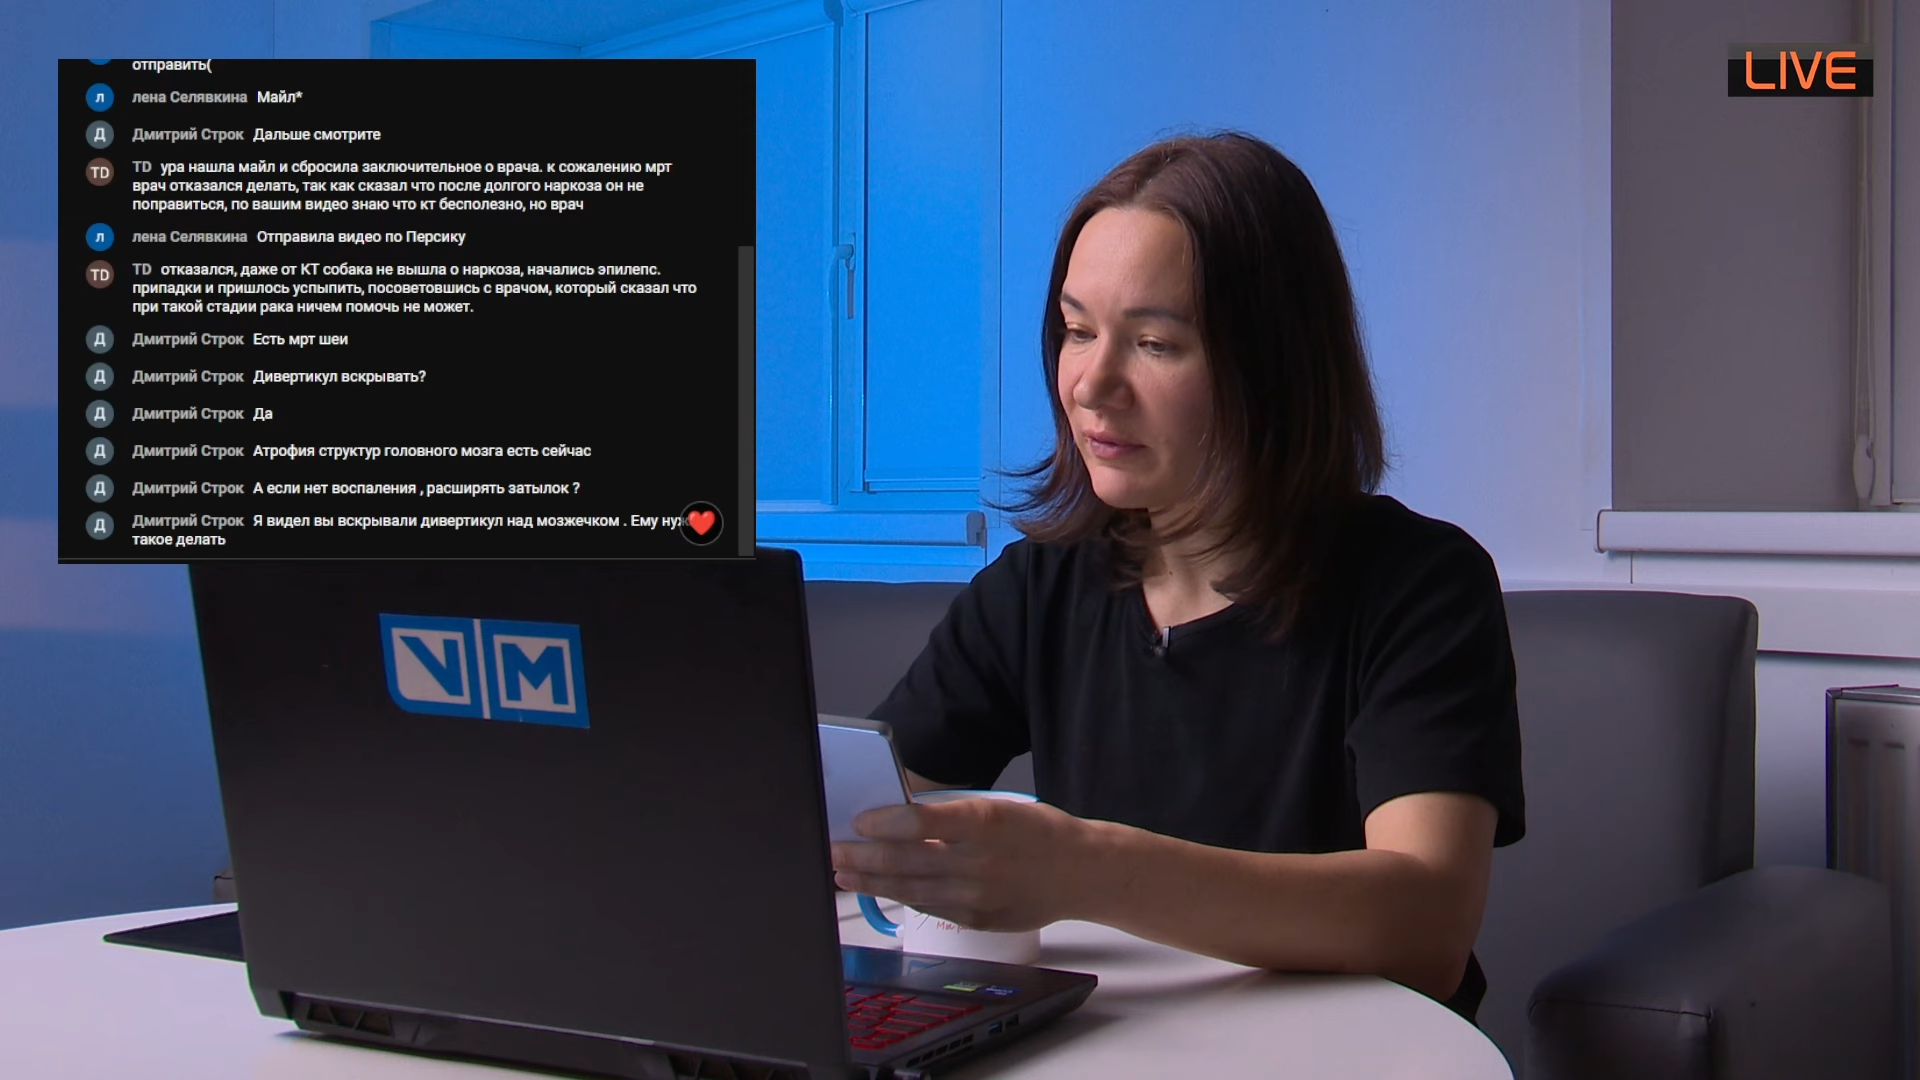 отправить(
л лена Селявкина Майл*
Д Дмитрий Строк Дальше смотрите
TD TD ура нашла майл и сбросила заключительное о врача. к сожалению мрт
врач отказался делать, так как сказал что после долгого наркоза он не
поправиться, по вашим видео знаю что кт бесполезно, но врач
л лена Селявкина Отправила видео по Персику
TD TD отказался, даже от КТ собака не вышла о наркоза, начались эпилепс.
припадки и пришлось успыпить, посоветовшись с врачом, который сказал что
при такой стадии рака ничем помочь не может.
Д Дмитрий Строк Есть мрт шеи
Д Дмитрий Строк Дивертикул вскрывать?
Д Дмитрий Строк Да
Д Дмитрий Строк Атрофия структур головного мозга есть сейчас
Д Дмитрий Строк А если нет воспаления , расширять затылок ?
Д Дмитрий Строк Я видел вы вскрывали дивертикул над мозжечком . Ему
такое делать
LIVE
VM